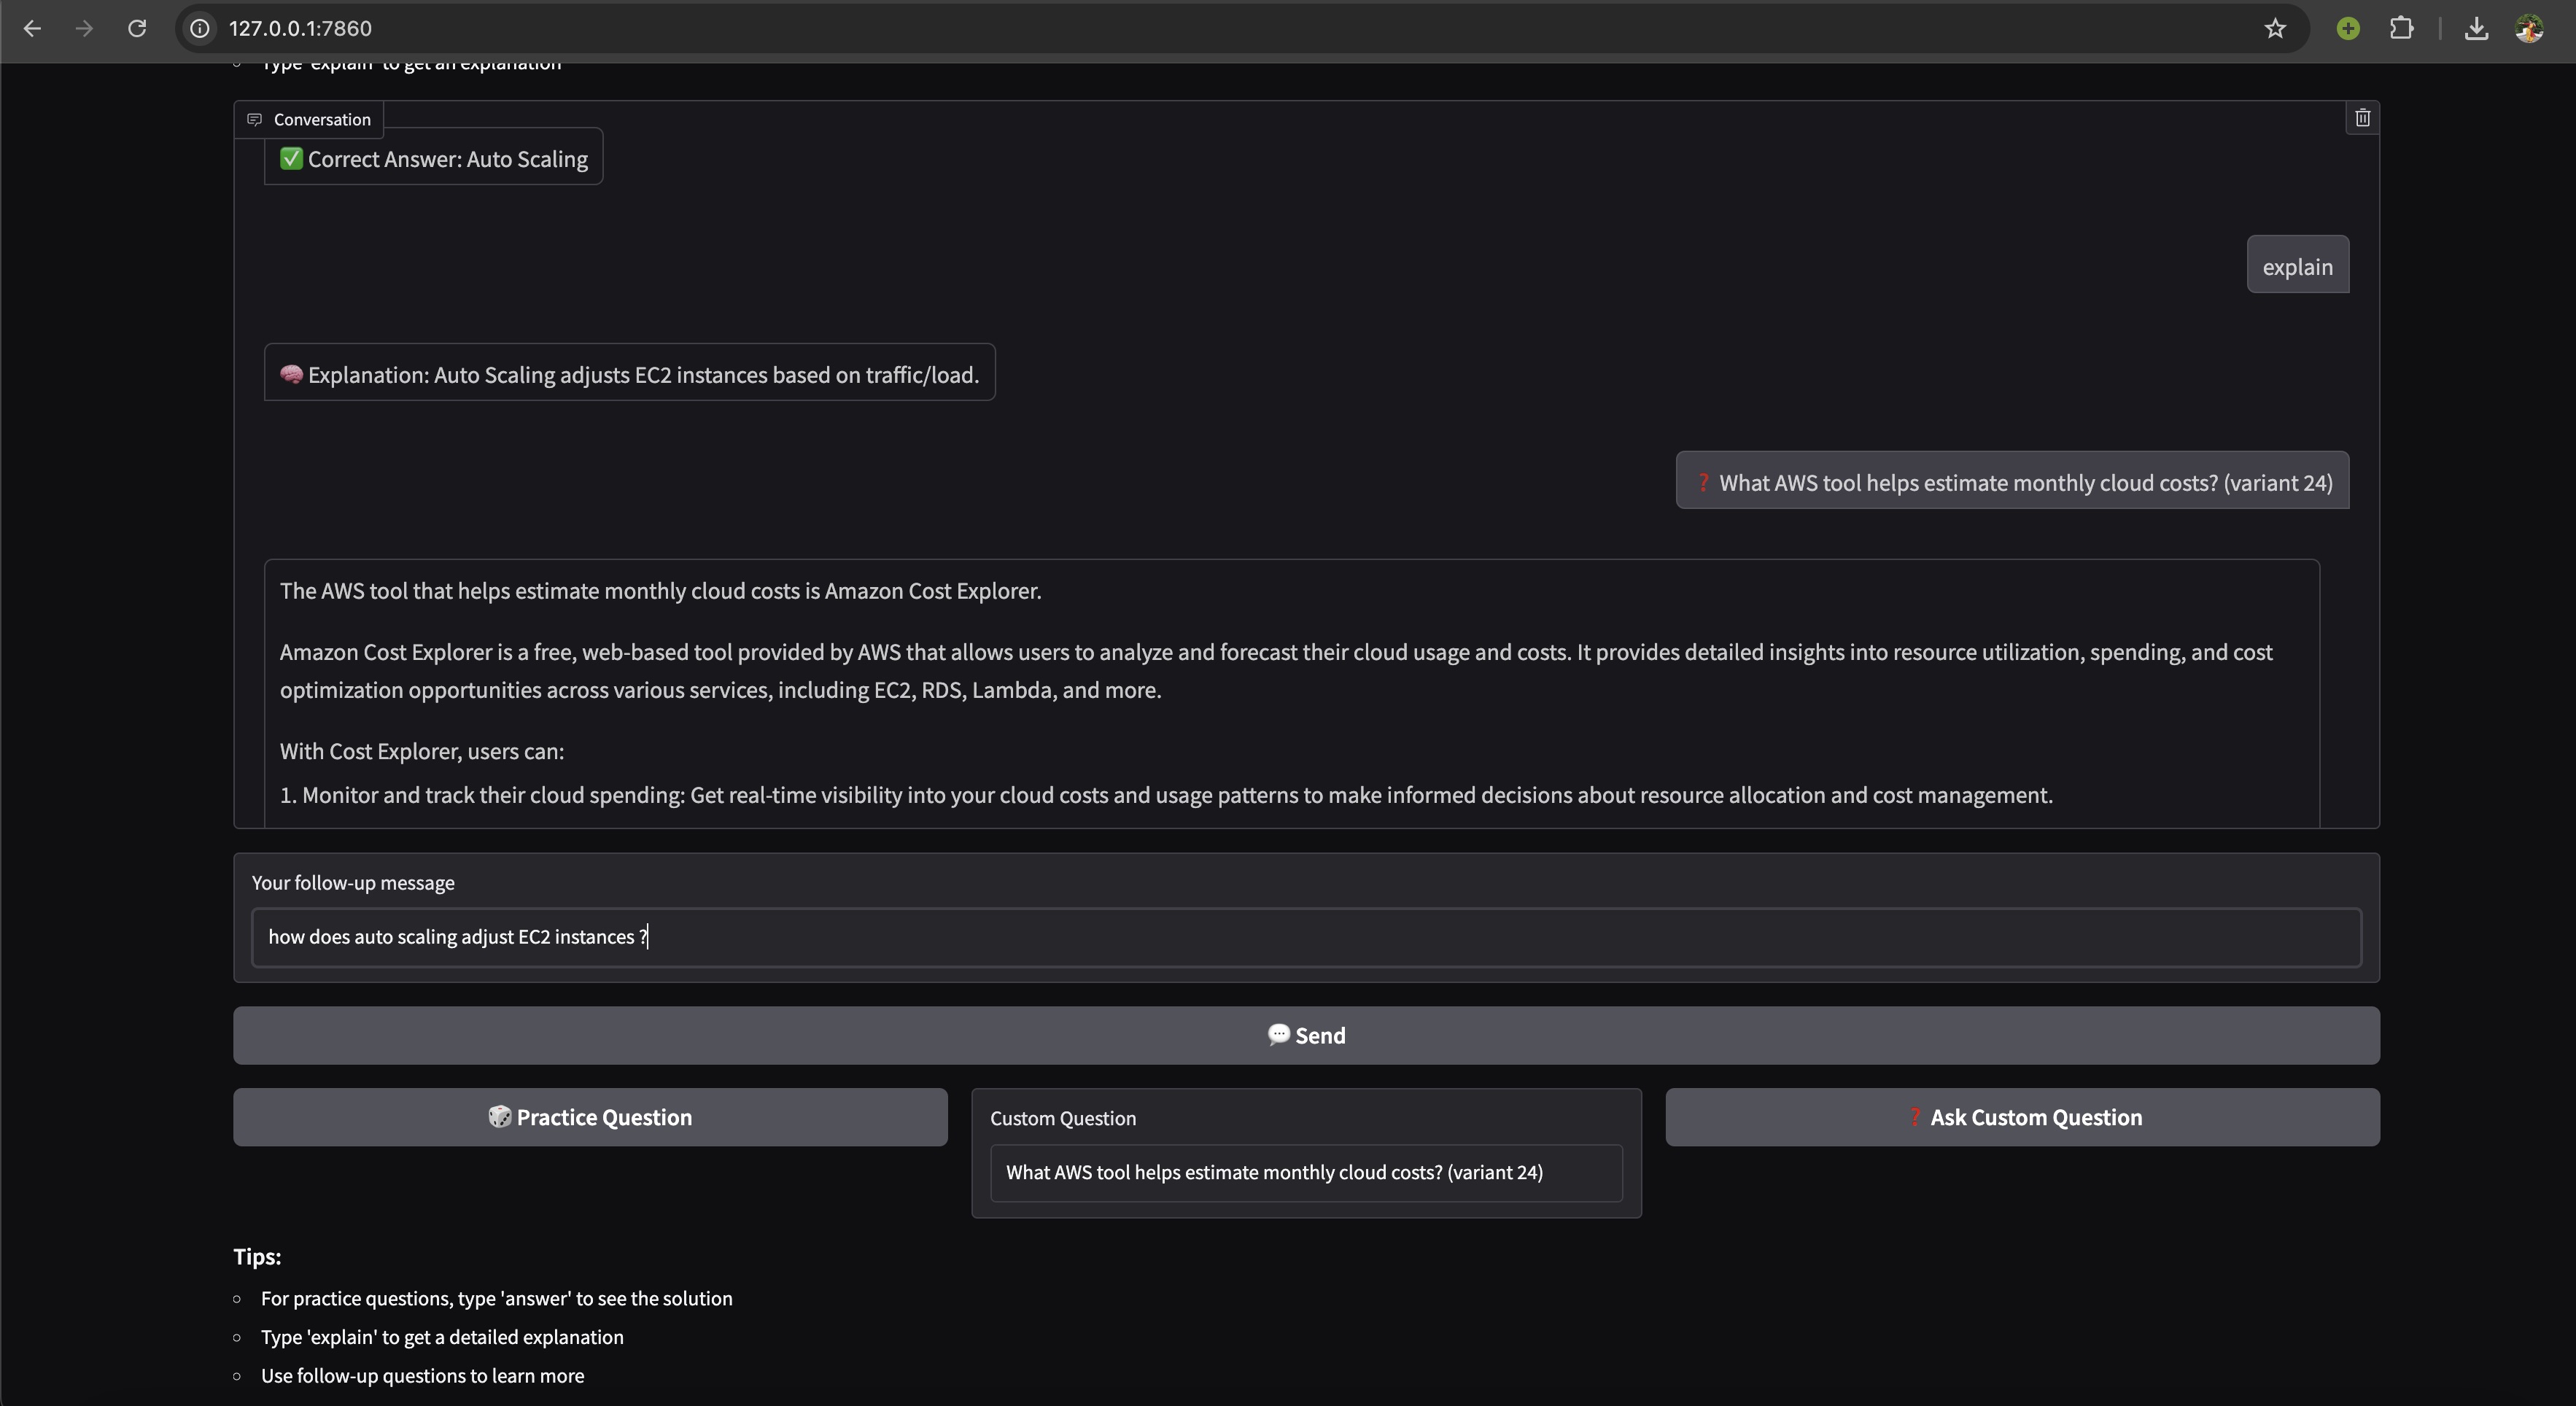 127.0.0.1:7860
Type 'explain' to get an explanation
Conversation
✅ Correct Answer: Auto Scaling
explain
🧠 Explanation: Auto Scaling adjusts EC2 instances based on traffic/load.
❓ What AWS tool helps estimate monthly cloud costs? (variant 24)
The AWS tool that helps estimate monthly cloud costs is Amazon Cost Explorer.
Amazon Cost Explorer is a free, web-based tool provided by AWS that allows users to analyze and forecast their cloud usage and costs. It provides detailed insights into resource utilization, spending, and cost
optimization opportunities across various services, including EC2, RDS, Lambda, and more.
With Cost Explorer, users can:
1. Monitor and track their cloud spending: Get real-time visibility into your cloud costs and usage patterns to make informed decisions about resource allocation and cost management.
Your follow-up message
how does auto scaling adjust EC2 instances ?
💬 Send
🎲 Practice Question
Custom Question
What AWS tool helps estimate monthly cloud costs? (variant 24)
❓ Ask Custom Question
Tips:
For practice questions, type 'answer' to see the solution
Type 'explain' to get a detailed explanation
Use follow-up questions to learn more